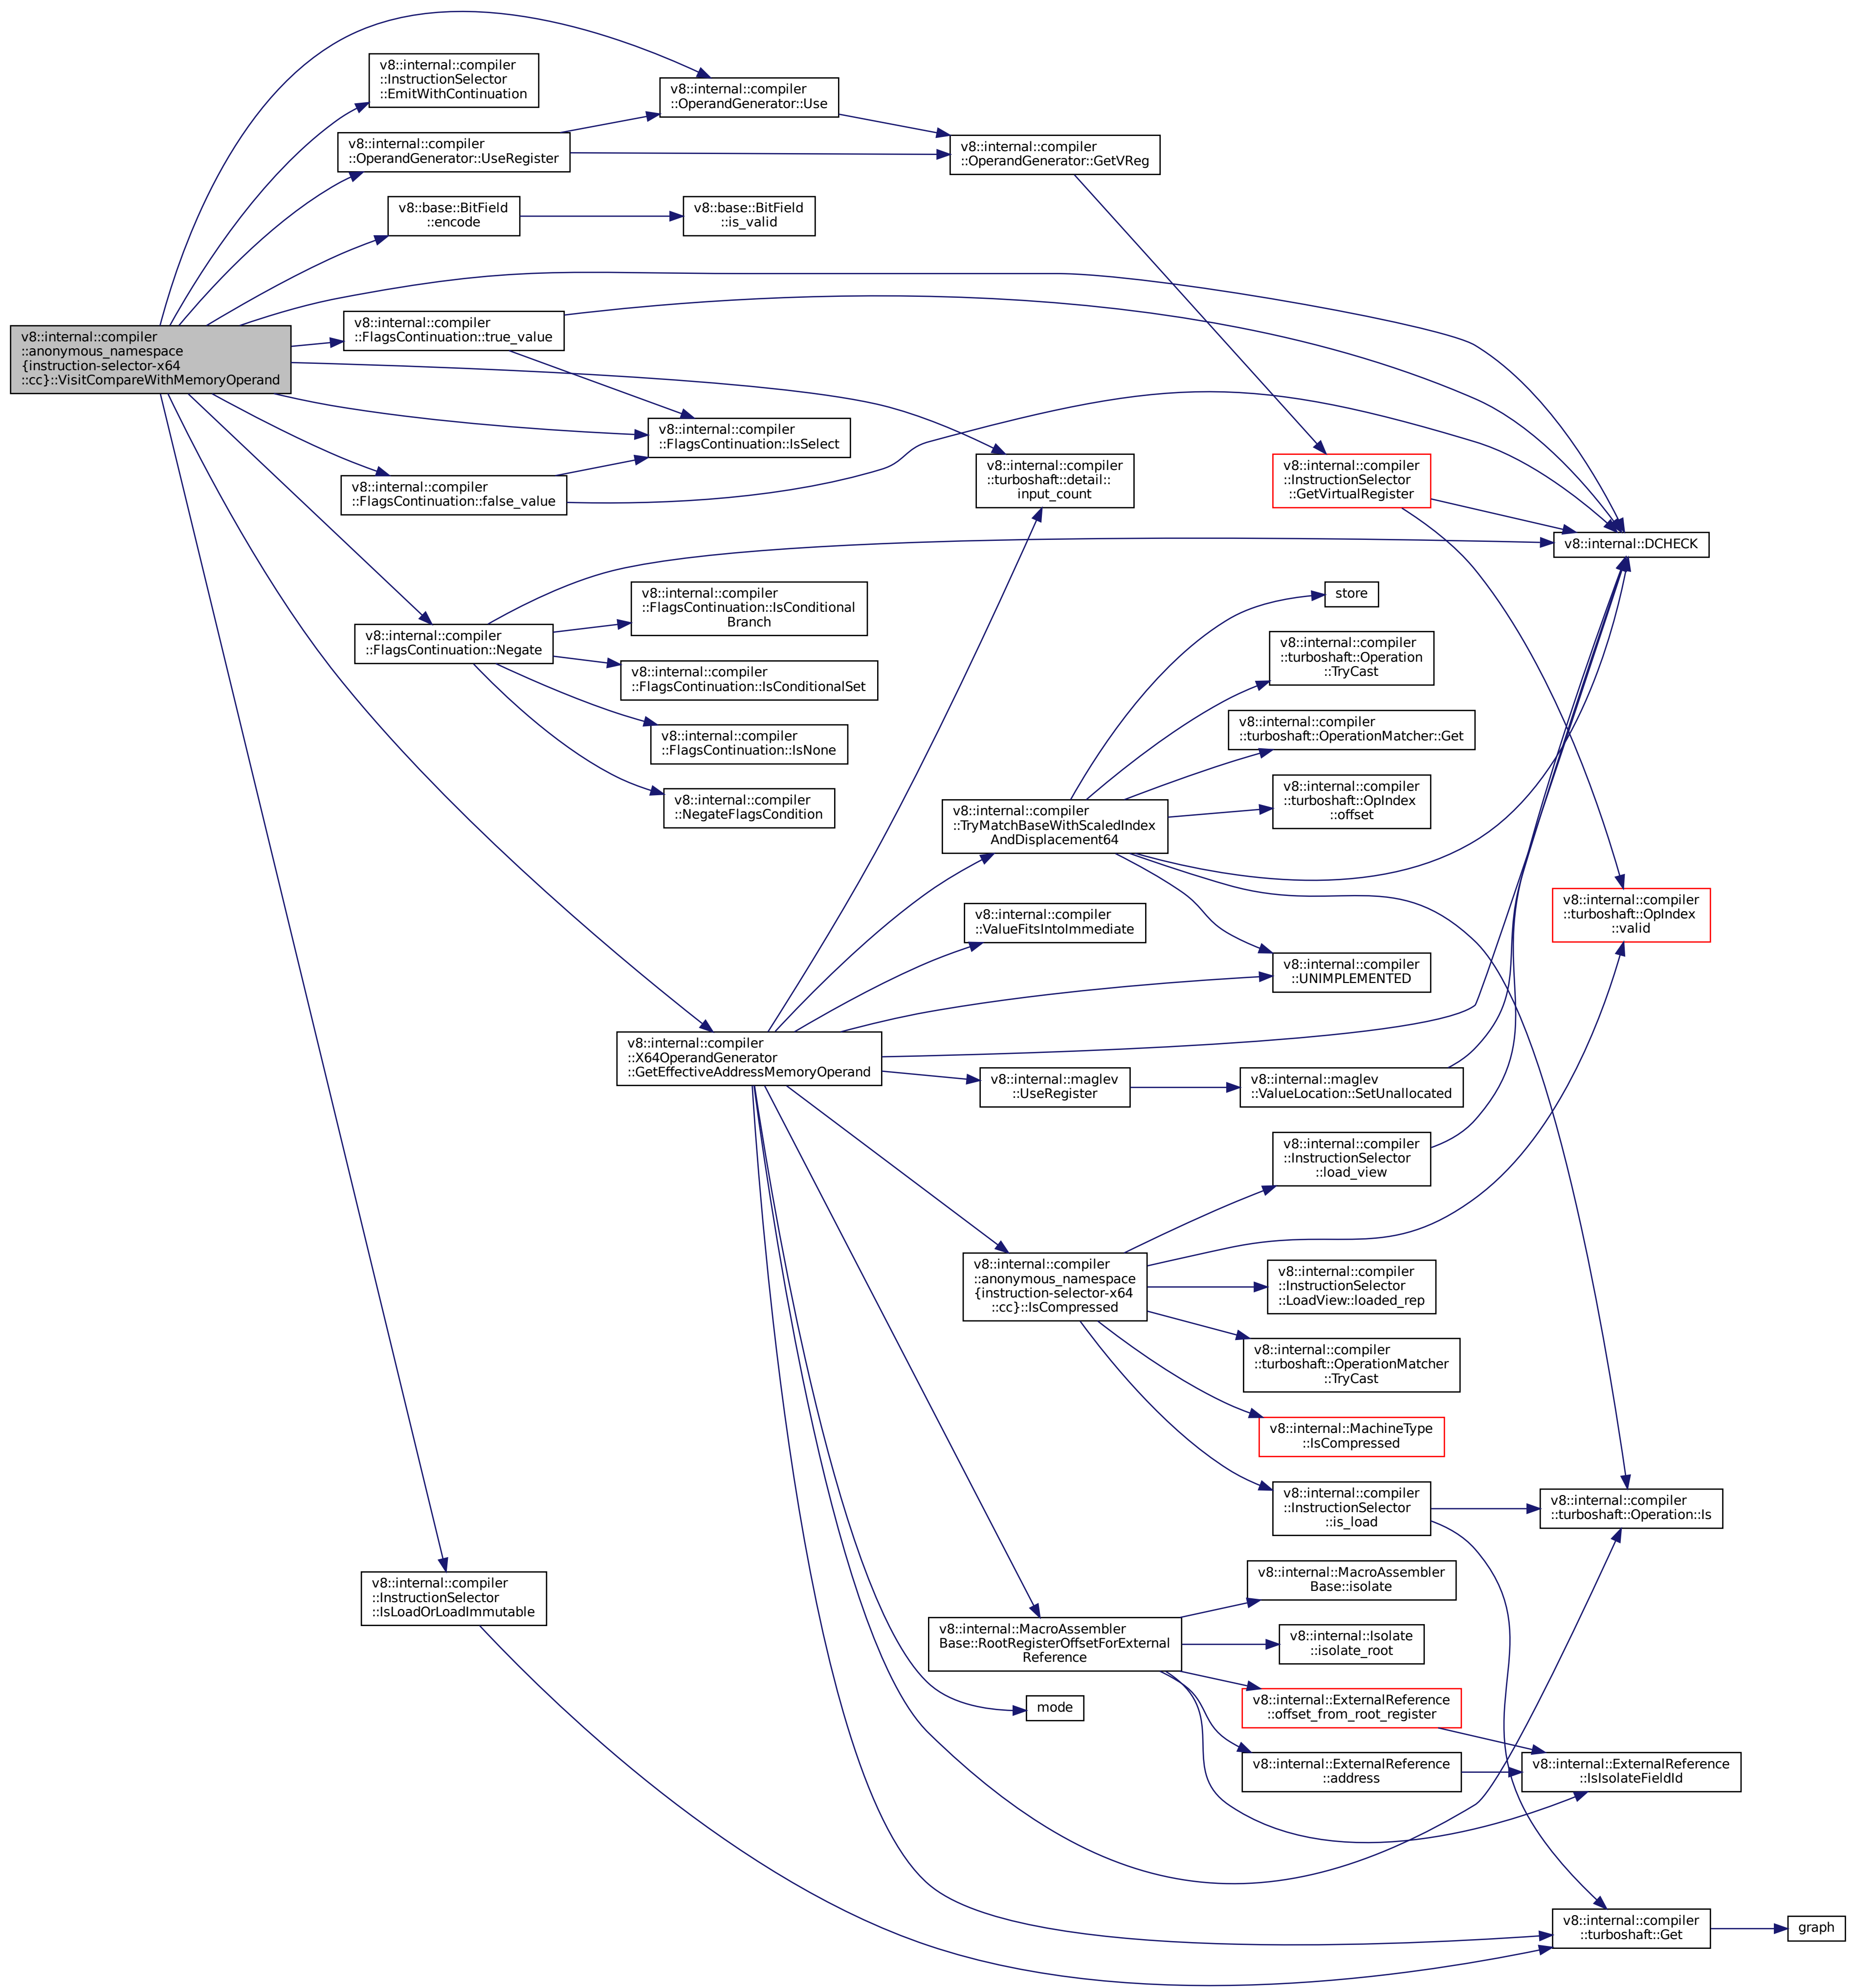 v8::internal::compiler
::anonymous_namespace
{instruction-selector-x64
::cc}::VisitCompareWithMemoryOperand
v8::internal::compiler
::InstructionSelector
::EmitWithContinuation
v8::internal::compiler
::OperandGenerator::Use
v8::internal::compiler
::OperandGenerator::UseRegister
v8::internal::compiler
::OperandGenerator::GetVReg
v8::base::BitField
::encode
v8::base::BitField
::is_valid
v8::internal::compiler
::FlagsContinuation::true_value
v8::internal::compiler
::FlagsContinuation::IsSelect
v8::internal::compiler
::FlagsContinuation::false_value
v8::internal::compiler
::turboshaft::detail::
input_count
v8::internal::compiler
::InstructionSelector
::GetVirtualRegister
v8::internal::DCHECK
v8::internal::compiler
::FlagsContinuation::Negate
v8::internal::compiler
::FlagsContinuation::IsConditional
Branch
v8::internal::compiler
::FlagsContinuation::IsConditionalSet
v8::internal::compiler
::FlagsContinuation::IsNone
v8::internal::compiler
::NegateFlagsCondition
store
v8::internal::compiler
::turboshaft::Operation
::TryCast
v8::internal::compiler
::turboshaft::OperationMatcher::Get
v8::internal::compiler
::turboshaft::OpIndex
::offset
v8::internal::compiler
::TryMatchBaseWithScaledIndex
AndDisplacement64
v8::internal::compiler
::ValueFitsIntoImmediate
v8::internal::compiler
::UNIMPLEMENTED
v8::internal::compiler
::turboshaft::OpIndex
::valid
v8::internal::compiler
::X64OperandGenerator
::GetEffectiveAddressMemoryOperand
v8::internal::maglev
::UseRegister
v8::internal::maglev
::ValueLocation::SetUnallocated
v8::internal::compiler
::InstructionSelector
::load_view
v8::internal::compiler
::anonymous_namespace
{instruction-selector-x64
::cc}::IsCompressed
v8::internal::compiler
::InstructionSelector
::LoadView::loaded_rep
v8::internal::compiler
::turboshaft::OperationMatcher
::TryCast
v8::internal::MachineType
::IsCompressed
v8::internal::compiler
::InstructionSelector
::is_load
v8::internal::compiler
::turboshaft::Operation::Is
v8::internal::compiler
::InstructionSelector
::IsLoadOrLoadImmutable
v8::internal::MacroAssembler
Base::RootRegisterOffsetForExternal
Reference
v8::internal::MacroAssembler
Base::isolate
v8::internal::Isolate
::isolate_root
v8::internal::ExternalReference
::offset_from_root_register
mode
v8::internal::ExternalReference
::address
v8::internal::ExternalReference
::IsIsolateFieldId
v8::internal::compiler
::turboshaft::Get
graph